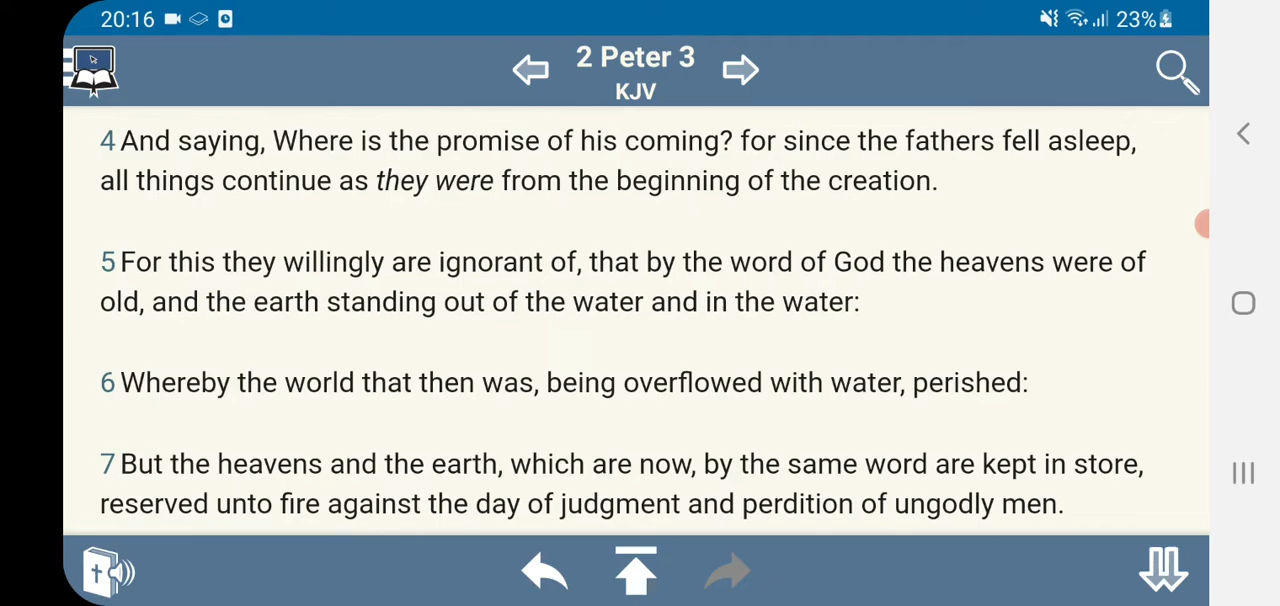 20:16
23%
2 Peter 3
KJV
4 And saying, Where is the promise of his coming? for since the fathers fell asleep,
all things continue as they were from the beginning of the creation.
5 For this they willingly are ignorant of, that by the word of God the heavens were of
old, and the earth standing out of the water and in the water:
6 Whereby the world that then was, being overflowed with water, perished:
7 But the heavens and the earth, which are now, by the same word are kept in store,
reserved unto fire against the day of judgment and perdition of ungodly men.